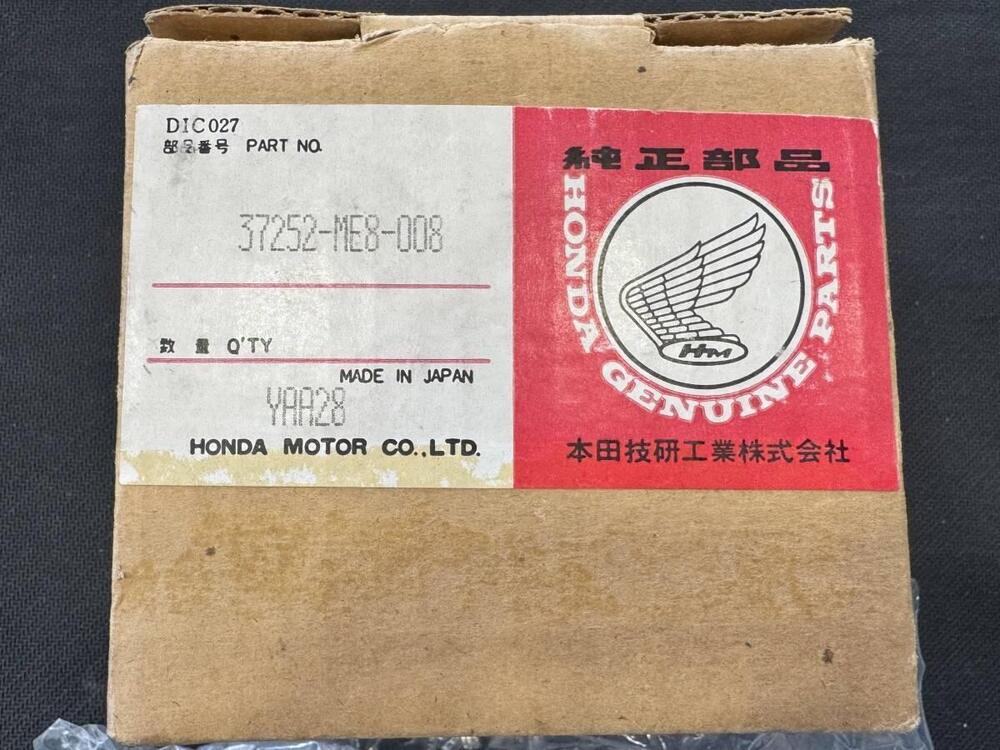 DIC027
部品番号 PART NO.
37252-ME8-008
数量 Q'TY
MADE IN JAPAN
YAA28
HONDA MOTOR CO.,LTD.
純正部品
HONDA GENUINE PARTS
HM
本田技研工業株式会社